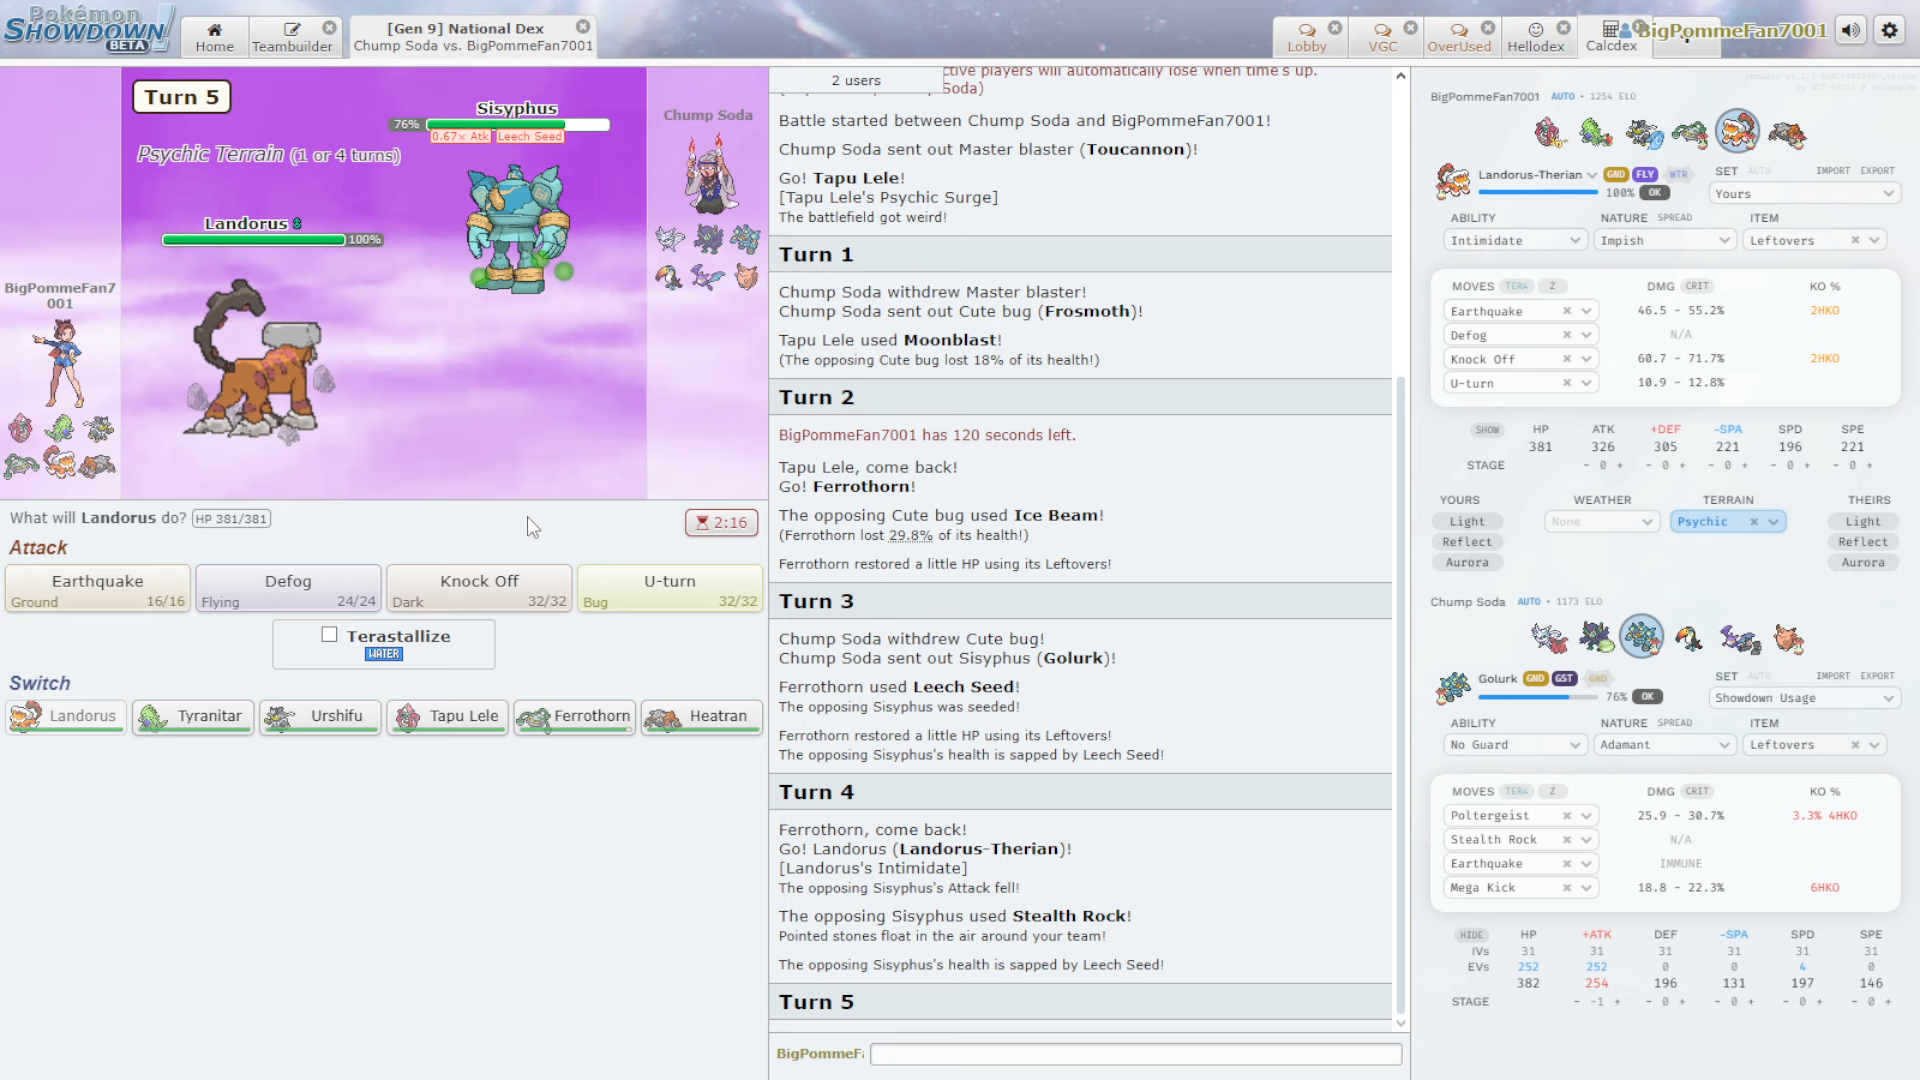 Pokémon
SHOWDOWN!
BETA
Home
Teambuilder
[Gen 9] National Dex
Chump Soda vs. BigPommeFan7001
Lobby
VGC
OverUsed
Hellodex
Calcdex
BigPommeFan7001
Turn 5
Sisyphus
76%
0.67× Atk
Leech Seed
Psychic Terrain (1 or 4 turns)
Landorus
100%
Chump Soda
BigPommeFan7
001
What will Landorus do? HP 381/381
2:16
Attack
Earthquake
Ground 16/16
Defog
Flying 24/24
Knock Off
Dark 32/32
U-turn
Bug 32/32
Terastallize
WATER
Switch
Landorus
Tyranitar
Urshifu
Tapu Lele
Ferrothorn
Heatran
2 users
ctive players will automatically lose when time's up.
Soda)
Battle started between Chump Soda and BigPommeFan7001!
Chump Soda sent out Master blaster (Toucannon)!
Go! Tapu Lele!
[Tapu Lele's Psychic Surge]
The battlefield got weird!
Turn 1
Chump Soda withdrew Master blaster!
Chump Soda sent out Cute bug (Frosmoth)!
Tapu Lele used Moonblast!
(The opposing Cute bug lost 18% of its health!)
Turn 2
BigPommeFan7001 has 120 seconds left.
Tapu Lele, come back!
Go! Ferrothorn!
The opposing Cute bug used Ice Beam!
(Ferrothorn lost 29.8% of its health!)
Ferrothorn restored a little HP using its Leftovers!
Turn 3
Chump Soda withdrew Cute bug!
Chump Soda sent out Sisyphus (Golurk)!
Ferrothorn used Leech Seed!
The opposing Sisyphus was seeded!
Ferrothorn restored a little HP using its Leftovers!
The opposing Sisyphus's health is sapped by Leech Seed!
Turn 4
Ferrothorn, come back!
Go! Landorus (Landorus-Therian)!
[Landorus's Intimidate]
The opposing Sisyphus's Attack fell!
The opposing Sisyphus used Stealth Rock!
Pointed stones float in the air around your team!
The opposing Sisyphus's health is sapped by Leech Seed!
Turn 5
BigPommeF
BigPommeFan7001 AUTO • 1254 ELO
Landorus-Therian GND FLY WTR
100% OK
SET AUTO IMPORT EXPORT
Yours
ABILITY NATURE SPREAD ITEM
Intimidate Impish Leftovers
MOVES TERA Z DMG CRIT KO %
Earthquake 46.5 - 55.2% 2HKO
Defog N/A
Knock Off 60.7 - 71.7% 2HKO
U-turn 10.9 - 12.8%
SHOW HP ATK +DEF -SPA SPD SPE
381 326 305 221 196 221
STAGE - 0 + - 0 + - 0 + - 0 + - 0 +
YOURS WEATHER TERRAIN THEIRS
Light None Psychic Light
Reflect Reflect
Aurora Aurora
Chump Soda AUTO • 1173 ELO
Golurk GND GST GND
76% OK
SET AUTO IMPORT EXPORT
Showdown Usage
ABILITY NATURE SPREAD ITEM
No Guard Adamant Leftovers
MOVES TERA Z DMG CRIT KO %
Poltergeist 25.9 - 30.7% 3.3% 4HKO
Stealth Rock N/A
Earthquake IMMUNE
Mega Kick 18.8 - 22.3% 6HKO
HIDE HP +ATK DEF -SPA SPD SPE
IVs 31 31 31 31 31 31
EVs 252 252 0 0 4 0
382 254 196 131 197 146
STAGE - -1 + - 0 + - 0 + - 0 + - 0 +